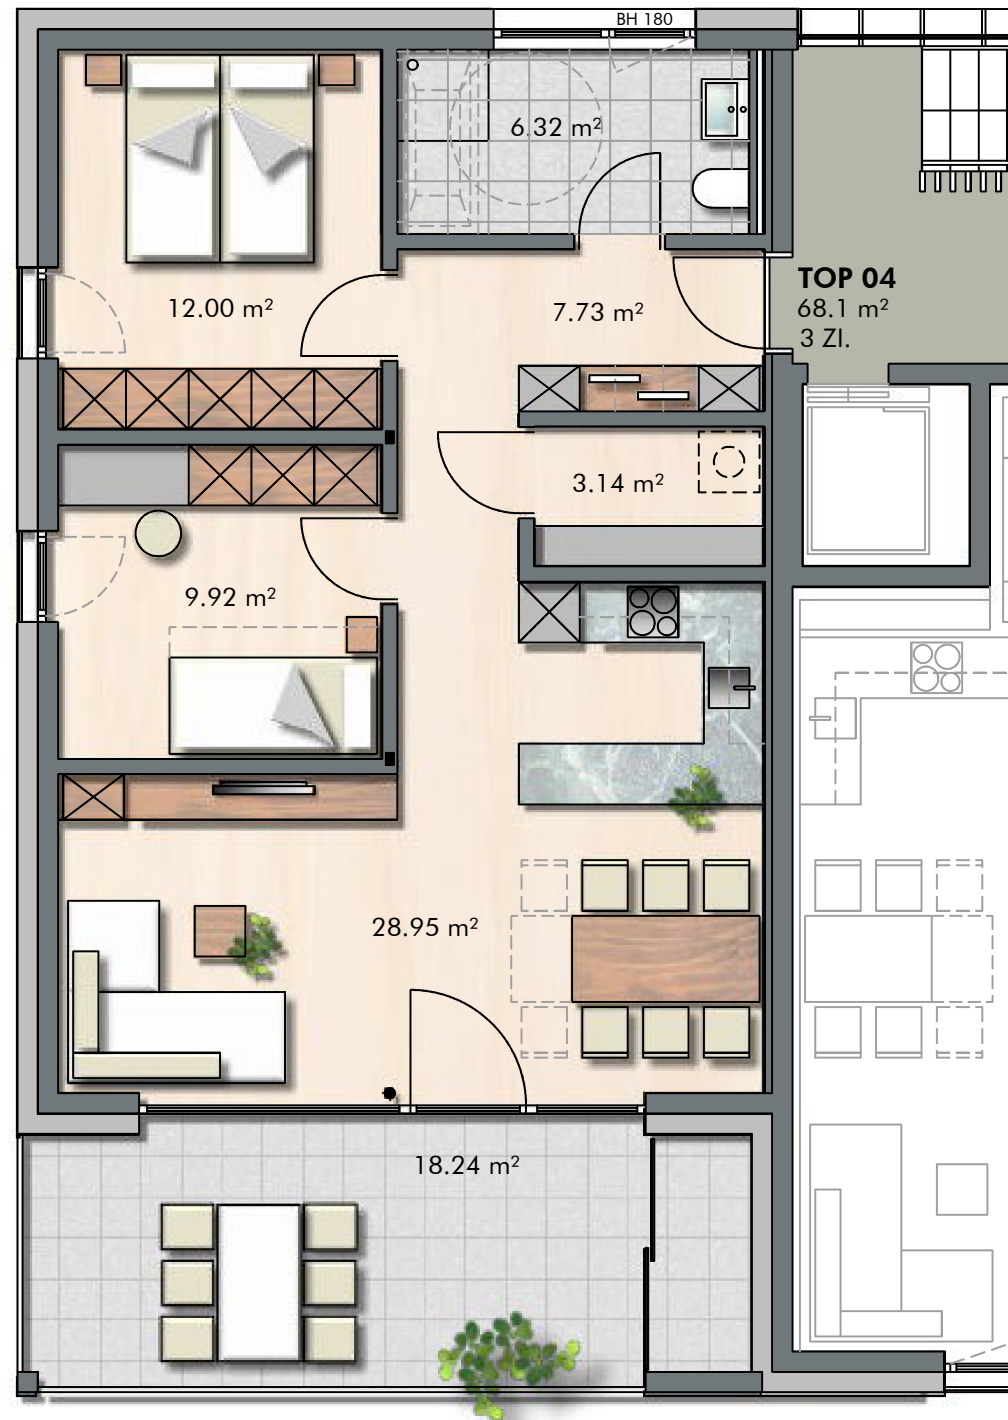 BH 180
6.32 m²
12.00 m²
7.73 m²
TOP 04
68.1 m²
3 ZI.
3.14 m²
9.92 m²
28.95 m²
18.24 m²